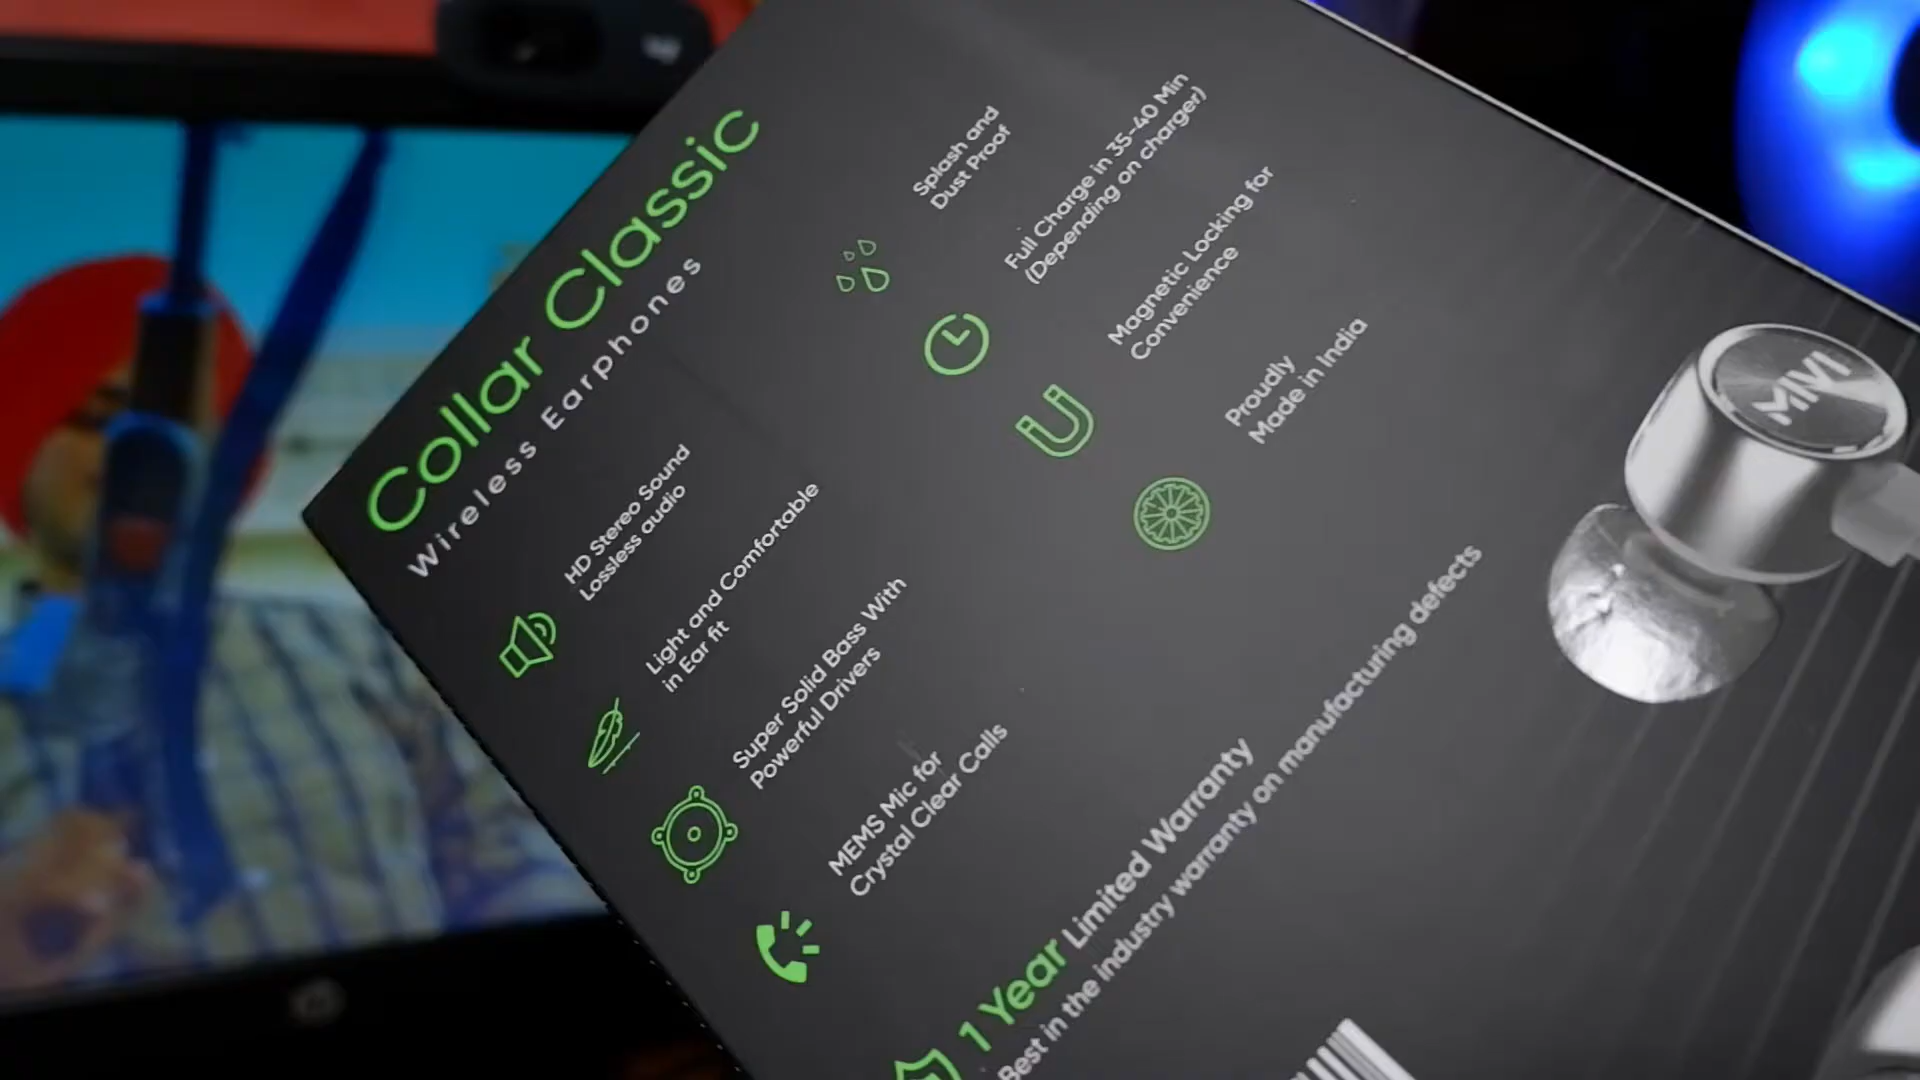 Collar Classic
Wireless Earphones
HD Stereo Sound
Lossless audio
Light and Comfortable
in Ear fit
Super Solid Bass With
Powerful Drivers
MEMS Mic for
Crystal Clear Calls
Splash and
Dust Proof
Full Charge in 35-40 Min
(Depending on charger)
Magnetic Locking for
Convenience
Proudly
Made in India
1 Year Limited Warranty
Best in the industry warranty on manufacturing defects
MIVI